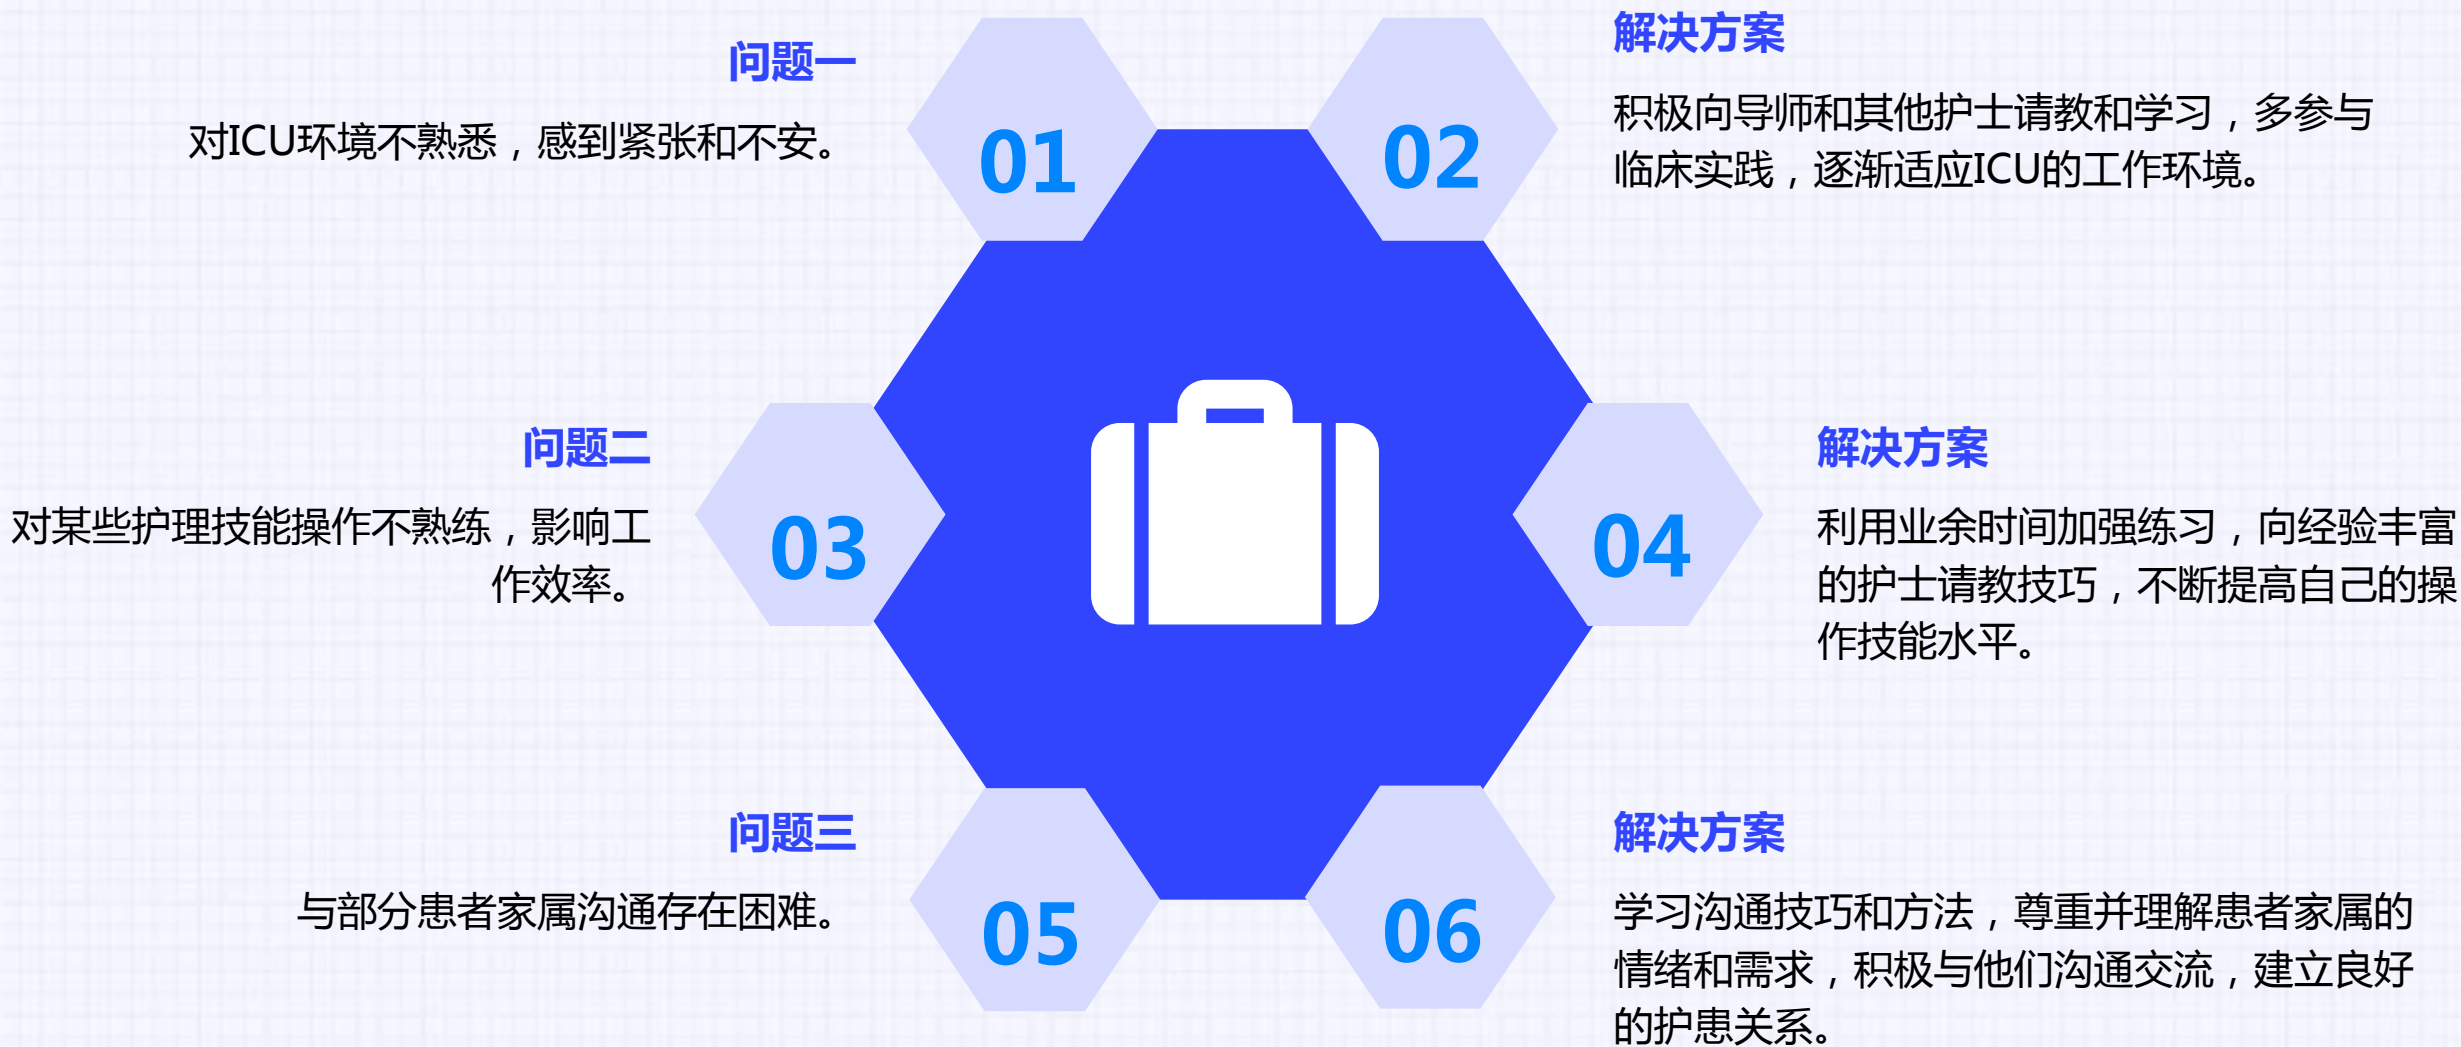 问题一
对ICU环境不熟悉，感到紧张和不安。
01
02
解决方案
积极向导师和其他护士请教和学习，多参与
临床实践，逐渐适应ICU的工作环境。
问题二
对某些护理技能操作不熟练，影响工
作效率。
03
04
解决方案
利用业余时间加强练习，向经验丰富
的护士请教技巧，不断提高自己的操
作技能水平。
问题三
与部分患者家属沟通存在困难。
05
06
解决方案
学习沟通技巧和方法，尊重并理解患者家属的
情绪和需求，积极与他们沟通交流，建立良好
的护患关系。